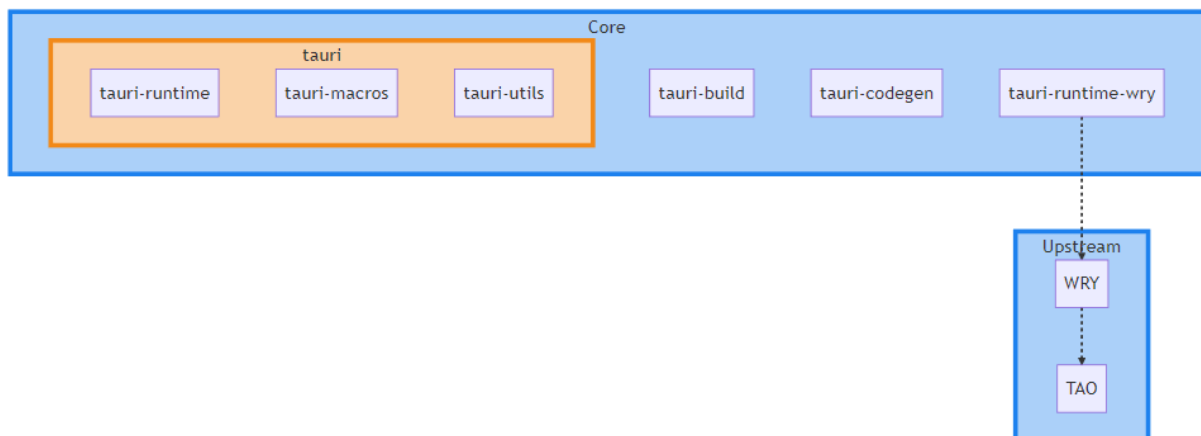 Core
tauri
tauri-runtime
tauri-macros
tauri-utils
tauri-build
tauri-codegen
tauri-runtime-wry
Upstream
WRY
TAO